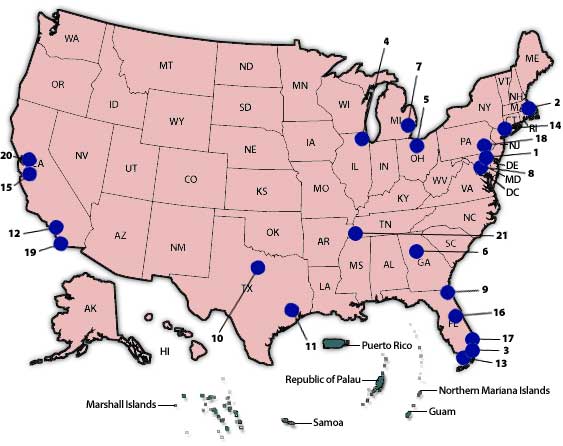 4
7
WA
MT
ND
MN
ME
VT
OR
ID
SD
WI
MI
5
NY
NH
MA
2
CT
RI
14
WY
18
IA
PA
NJ
20
CA
NV
NE
OH
1
DE
UT
CO
IL
IN
WV
MD
8
15
KS
MO
VA
DC
KY
12
NC
OK
TN
21
19
AZ
NM
AR
SC
6
MS
AL
GA
TX
9
LA
AK
10
16
FL
HI
11
17
Puerto Rico
3
13
Republic of Palau
Northern Mariana Islands
Marshall Islands
Guam
Samoa